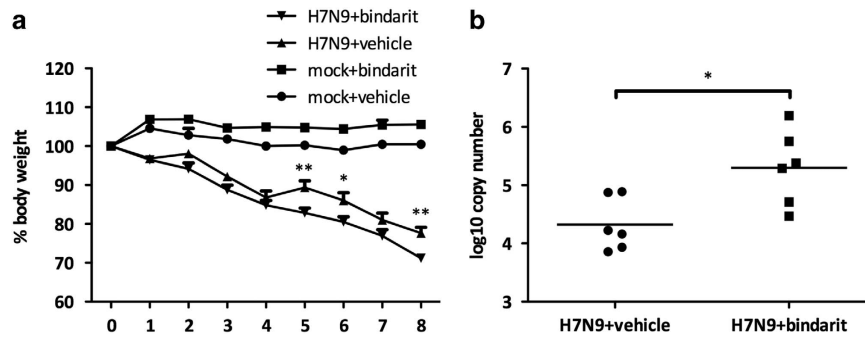 a
H7N9+bindarit
H7N9+vehicle
mock+bindarit
mock+vehicle
% body weight
120
110
100
90
80
70
60
**
*
**
0 1 2 3 4 5 6 7 8
b
*
log10 copy number
7
6
5
4
3
H7N9+vehicle H7N9+bindarit